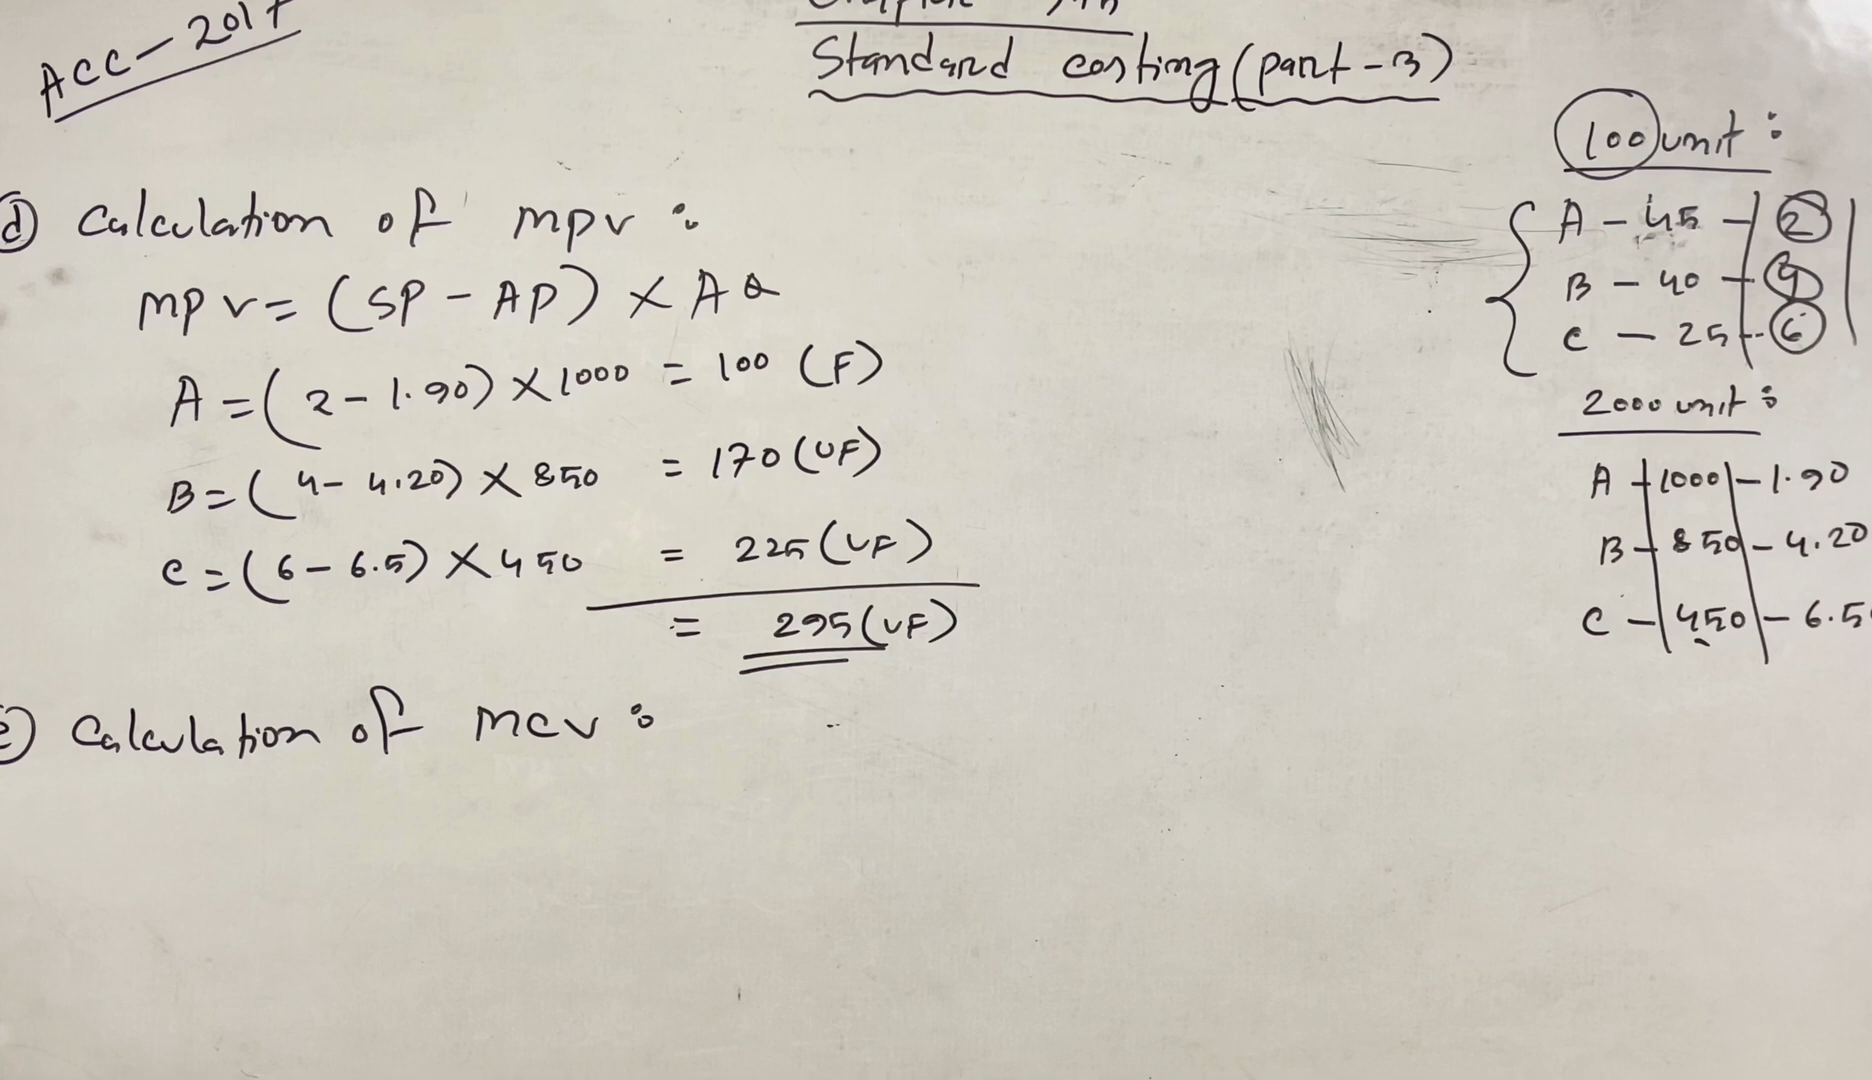 ACC-2017
Standard costing (part-3)
d) Calculation of mpv :
mpv = (SP - AP) × AQ
A = (2 - 1.90) × 1000 = 100 (F)
B = (4 - 4.20) × 850 = 170 (UF)
C = (6 - 6.5) × 450 = 225 (UF)
= 295 (UF)
e) Calculation of mcv :
100 unit :
A - 45 - 2
B - 40 - 4
C - 25 - 6
2000 unit :
A - 1000 - 1.90
B - 850 - 4.20
C - 450 - 6.5